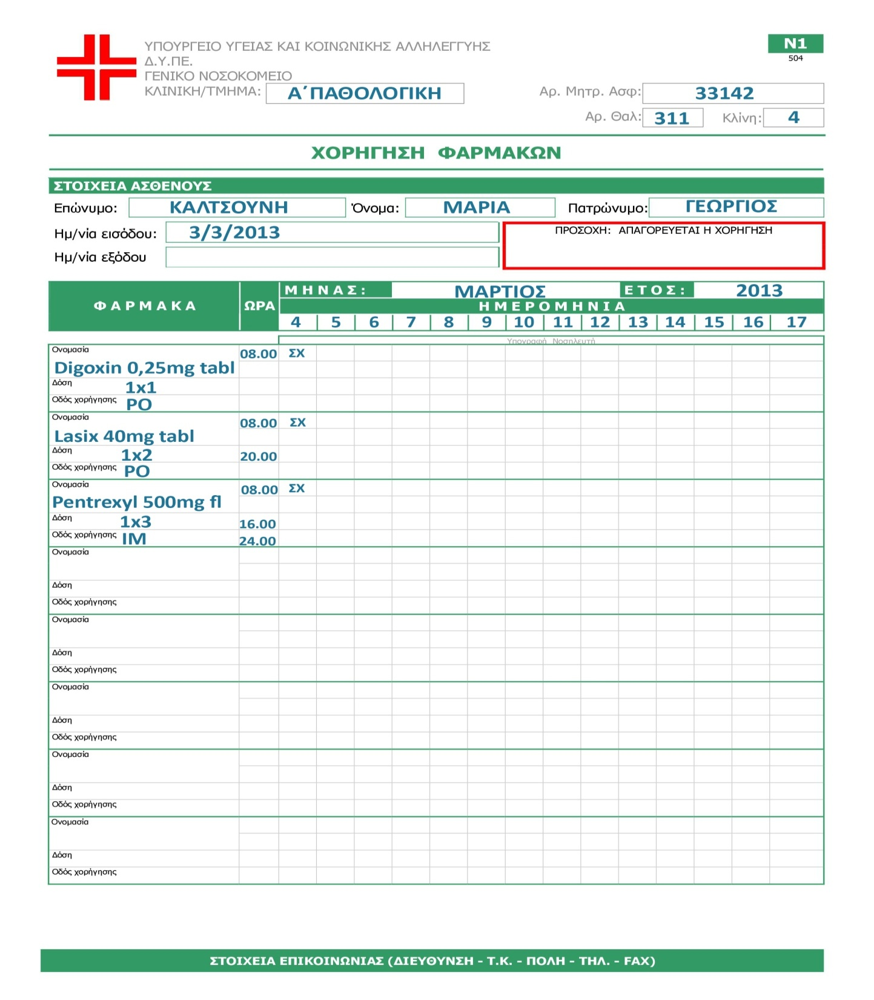 ΥΠΟΥΡΓΕΙΟ ΥΓΕΙΑΣ ΚΑΙ ΚΟΙΝΩΝΙΚΗΣ ΑΛΛΗΛΕΓΓΥΗΣ
Ν1
Δ.Υ.ΠΕ.
504
ΓΕΝΙΚΟ ΝΟΣΟΚΟΜΕΙΟ
ΚΛΙΝΙΚΗ/ΤΜΗΜΑ: Α΄ΠΑΘΟΛΟΓΙΚΗ Αρ. Μητρ. Ασφ: 33142
Αρ. Θαλ: 311 Κλίνη: 4
ΧΟΡΗΓΗΣΗ ΦΑΡΜΑΚΩΝ
ΣΤΟΙΧΕΙΑ ΑΣΘΕΝΟΥΣ
Επώνυμο: ΚΑΛΤΣΟΥΝΗ Όνομα: ΜΑΡΙΑ Πατρώνυμο: ΓΕΩΡΓΙΟΣ
Ημ/νία εισόδου: 3/3/2013 ΠΡΟΣΟΧΗ: ΑΠΑΓΟΡΕΥΕΤΑΙ Η ΧΟΡΗΓΗΣΗ
Ημ/νία εξόδου
ΦΑΡΜΑΚΑ ΩΡΑ ΜΗΝΑΣ: ΜΑΡΤΙΟΣ ΕΤΟΣ: 2013
ΗΜΕΡΟΜΗΝΙΑ
4 5 6 7 8 9 10 11 12 13 14 15 16 17
Υπογραφή Νοσηλευτή
Ονομασία 08.00 ΣΧ
Digoxin 0,25mg tabl
Δόση 1x1
Οδός χορήγησης PO
Ονομασία 08.00 ΣΧ
Lasix 40mg tabl
Δόση 1x2 20.00
Οδός χορήγησης PO
Ονομασία 08.00 ΣΧ
Pentrexyl 500mg fl
Δόση 1x3 16.00
Οδός χορήγησης IM 24.00
Ονομασία
Δόση
Οδός χορήγησης
Ονομασία
Δόση
Οδός χορήγησης
Ονομασία
Δόση
Οδός χορήγησης
Ονομασία
Δόση
Οδός χορήγησης
Ονομασία
Δόση
Οδός χορήγησης
ΣΤΟΙΧΕΙΑ ΕΠΙΚΟΙΝΩΝΙΑΣ (ΔΙΕΥΘΥΝΣΗ - Τ.Κ. - ΠΟΛΗ - ΤΗΛ. - FAX)